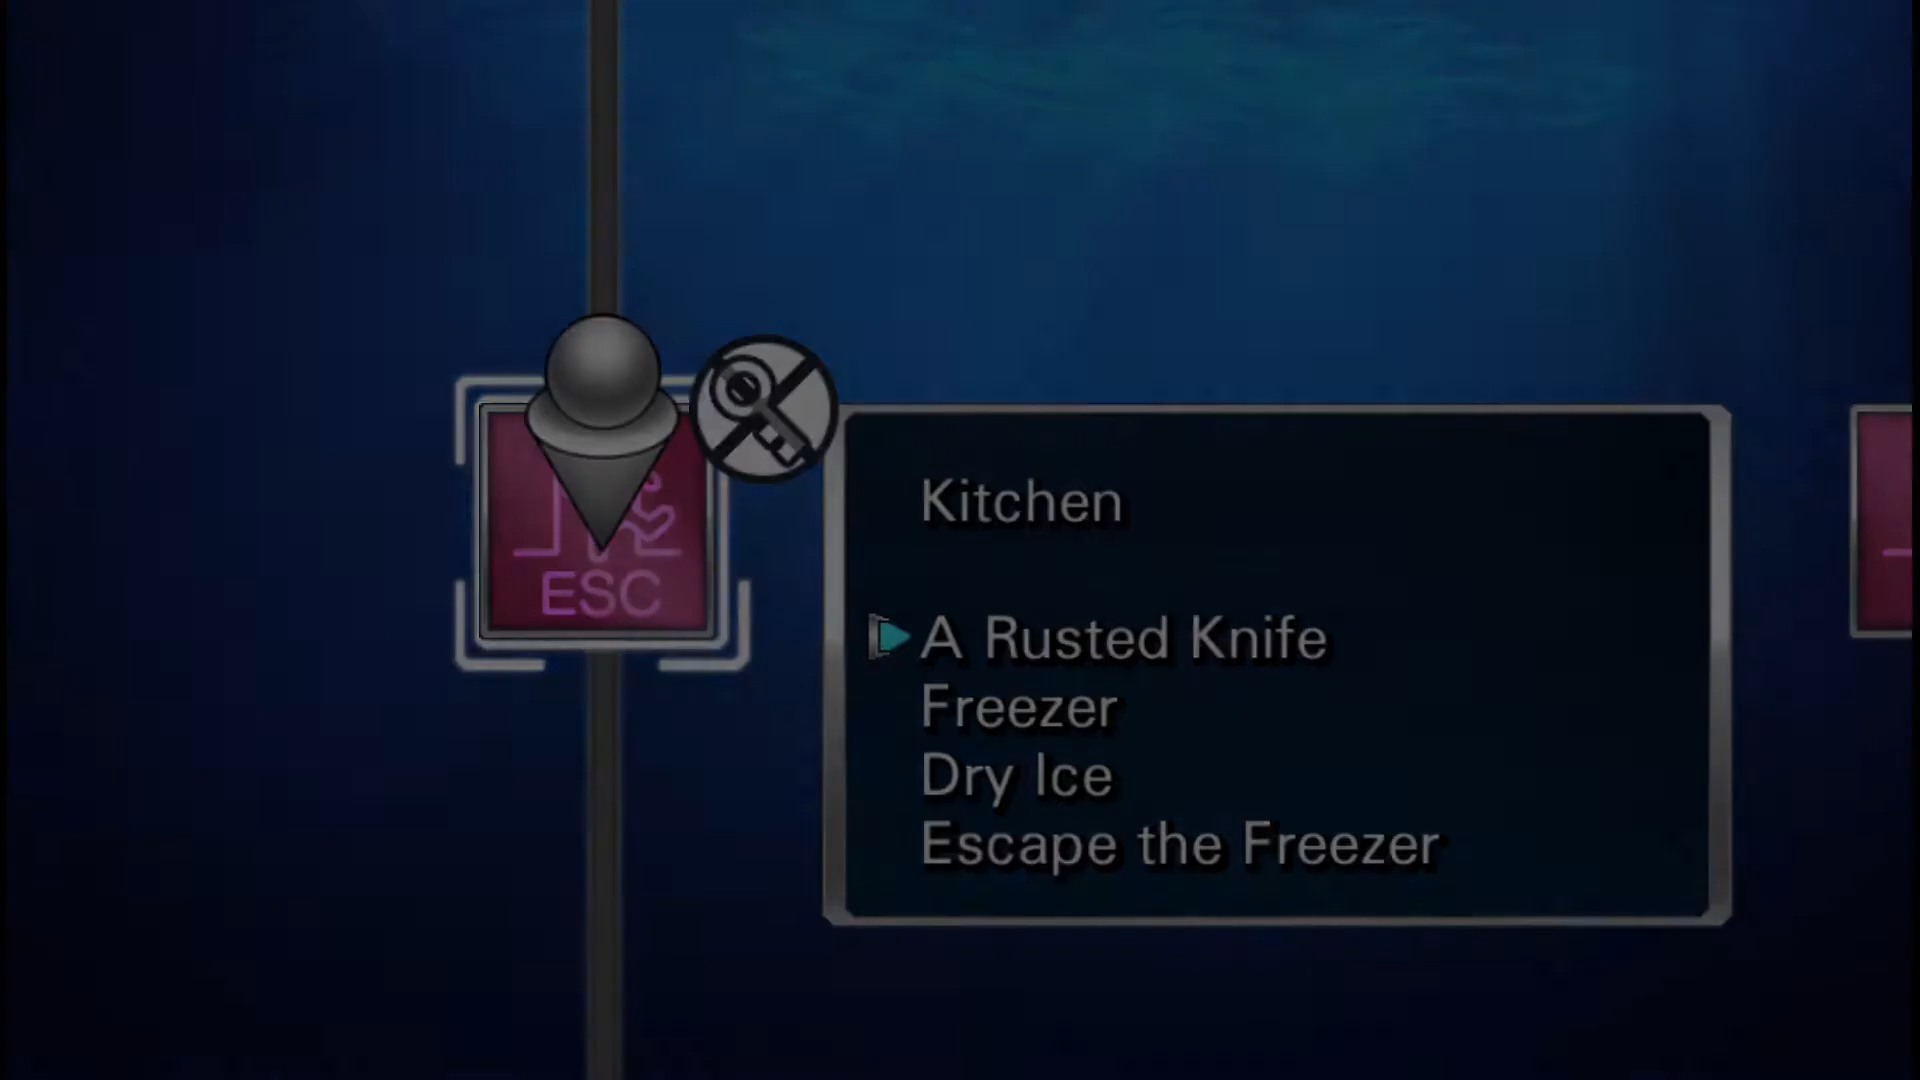 ESC
Kitchen
A Rusted Knife
Freezer
Dry Ice
Escape the Freezer